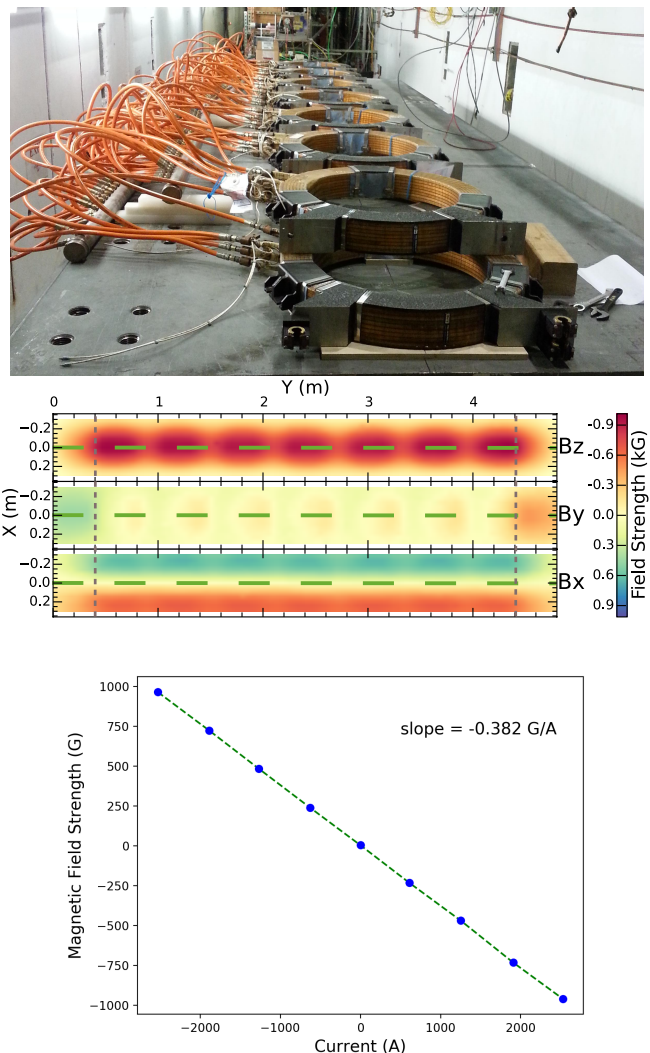 Y (m)
0 1 2 3 4
−0.2
0.0
0.2
Bz
−0.2
0.0
0.2
By
−0.2
0.0
0.2
Bx
X (m)
-0.9
-0.6
-0.3
0.0
0.3
0.6
0.9
Field Strength (kG)
1000
750
500
250
0
−250
−500
−750
−1000
Magnetic Field Strength (G)
slope = -0.382 G/A
−2000 −1000 0 1000 2000
Current (A)